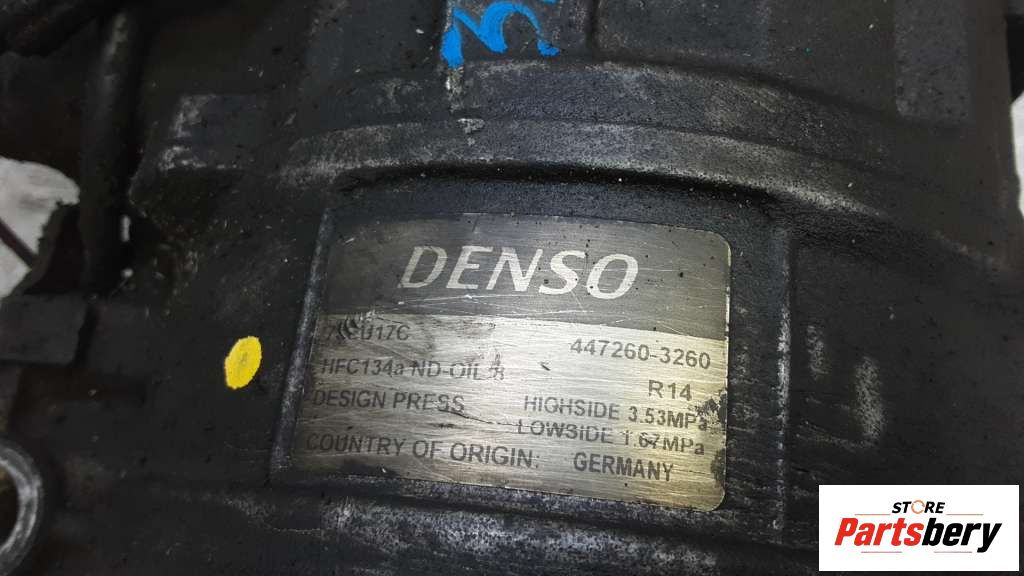 DENSO
447260-3260
HFC134a ND-OIL 8
R14
DESIGN PRESS
HIGHSIDE 3.53MPa
LOWSIDE 1.67MPa
COUNTRY OF ORIGIN: GERMANY
STORE
Partsbery